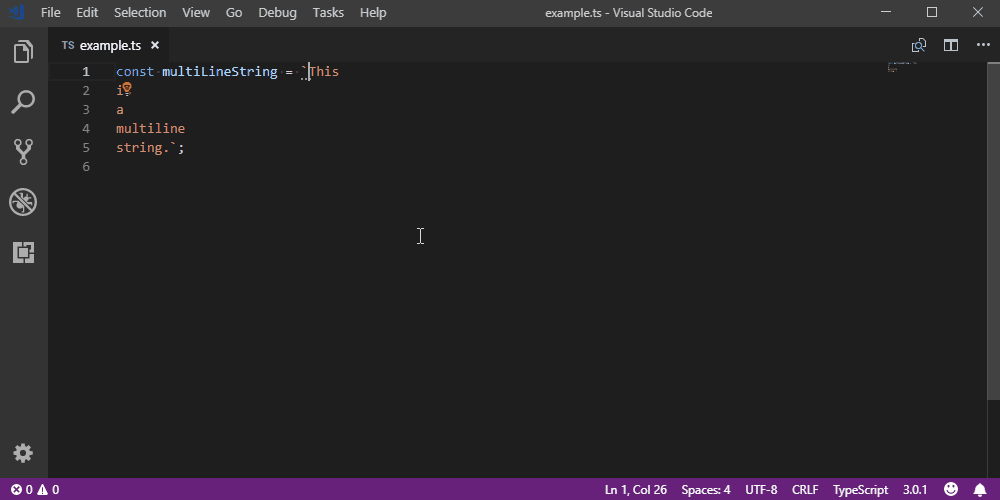 File Edit Selection View Go Debug Tasks Help example.ts - Visual Studio Code
TS example.ts
1 const multiLineString = `This
2 i
3 a
4 multiline
5 string.`;
6
0 0 Ln 1, Col 26 Spaces: 4 UTF-8 CRLF TypeScript 3.0.1